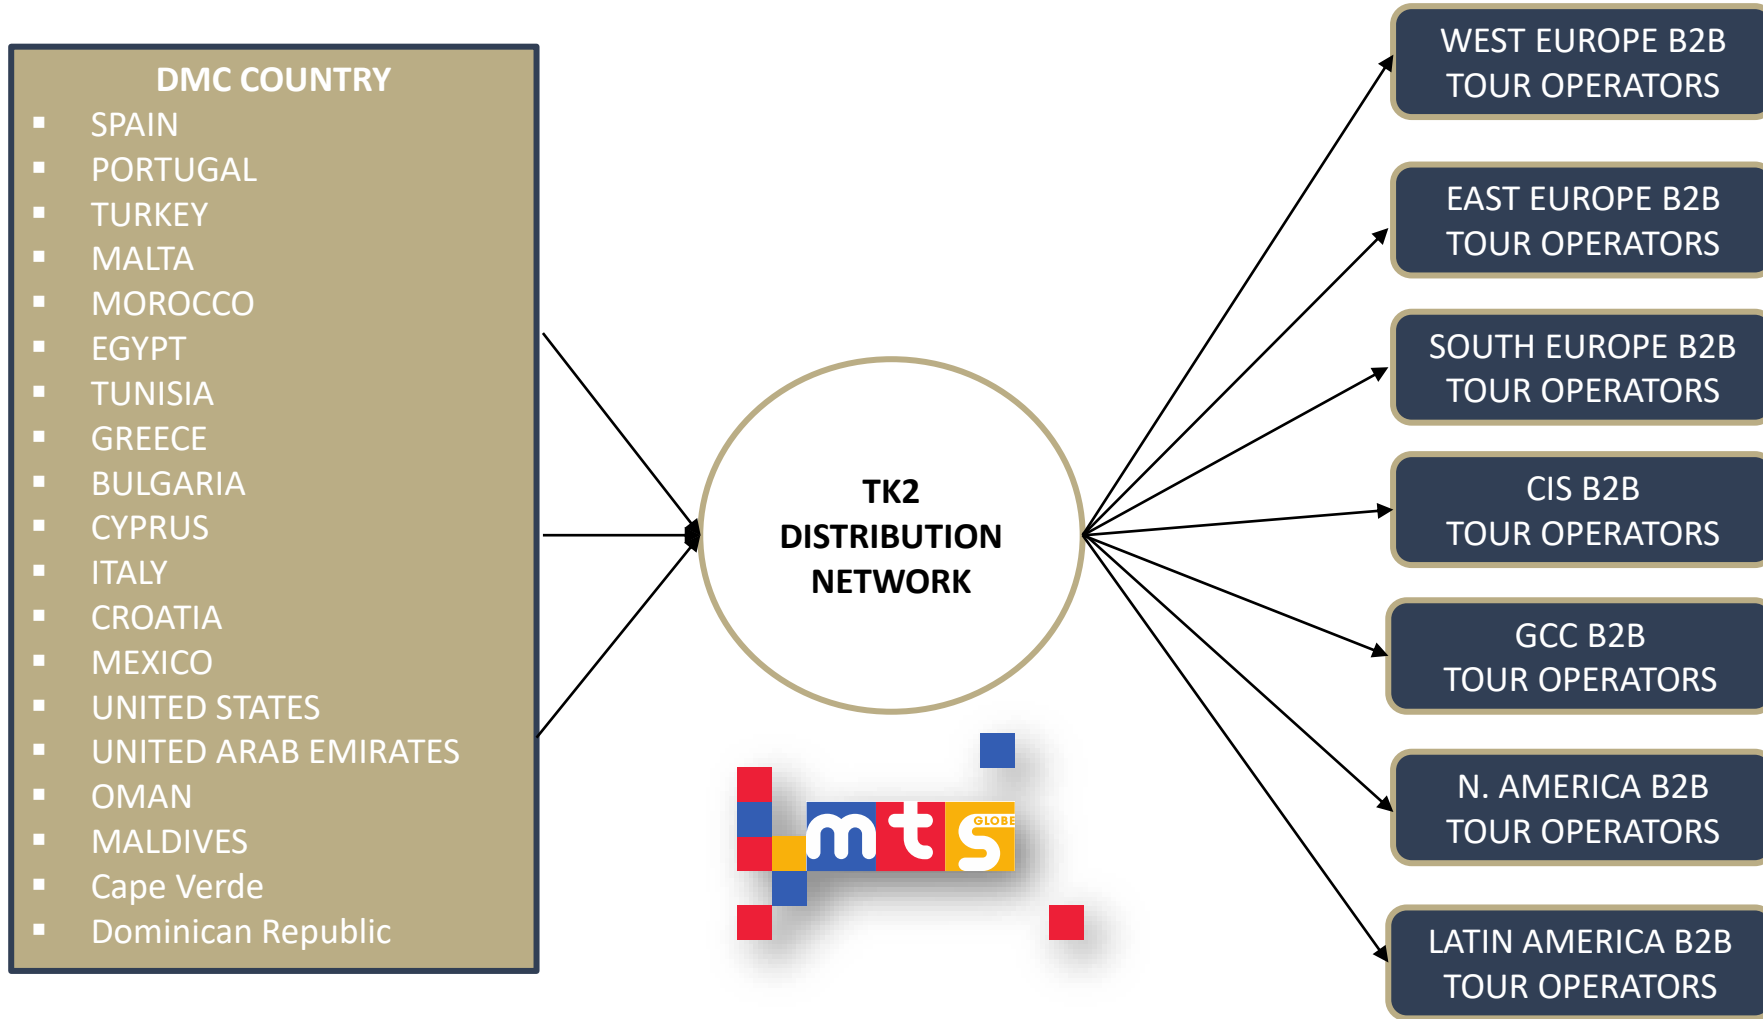 DMC COUNTRY
▪ SPAIN
▪ PORTUGAL
▪ TURKEY
▪ MALTA
▪ MOROCCO
▪ EGYPT
▪ TUNISIA
▪ GREECE
▪ BULGARIA
▪ CYPRUS
▪ ITALY
▪ CROATIA
▪ MEXICO
▪ UNITED STATES
▪ UNITED ARAB EMIRATES
▪ OMAN
▪ MALDIVES
▪ Cape Verde
▪ Dominican Republic
TK2
DISTRIBUTION
NETWORK
mts GLOBE
WEST EUROPE B2B
TOUR OPERATORS
EAST EUROPE B2B
TOUR OPERATORS
SOUTH EUROPE B2B
TOUR OPERATORS
CIS B2B
TOUR OPERATORS
GCC B2B
TOUR OPERATORS
N. AMERICA B2B
TOUR OPERATORS
LATIN AMERICA B2B
TOUR OPERATORS